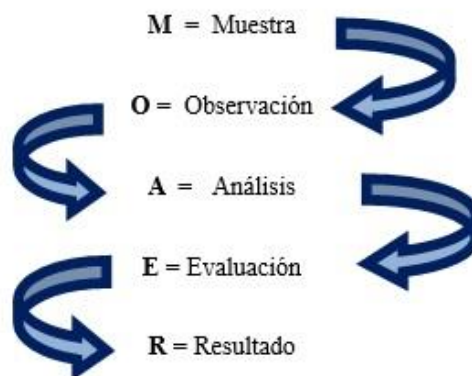 M = Muestra
O = Observación
A = Análisis
E = Evaluación
R = Resultado